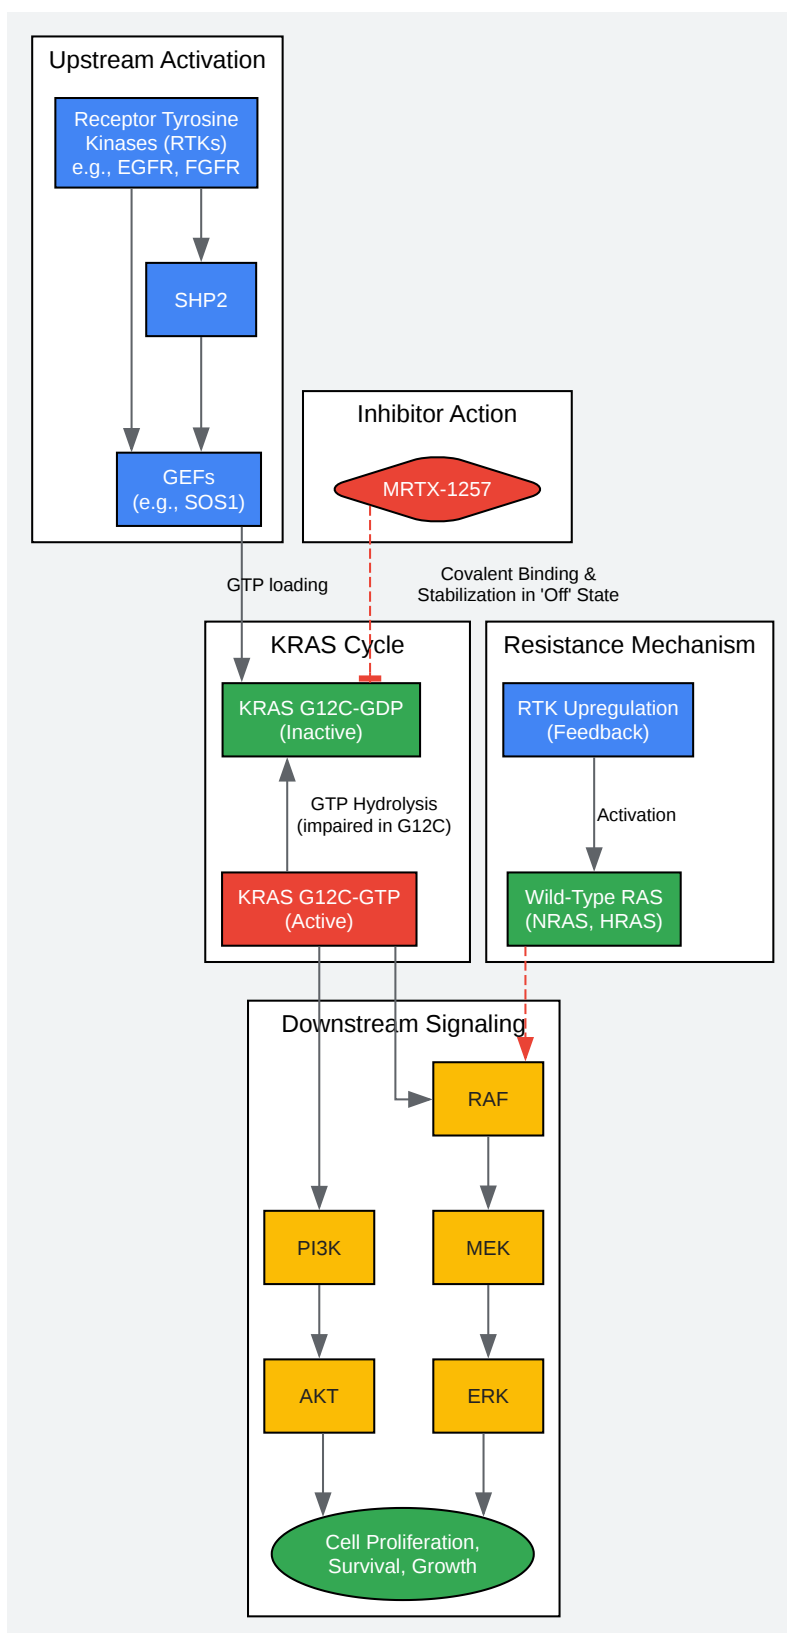 Upstream Activation
Receptor Tyrosine
Kinases (RTKs)
e.g., EGFR, FGFR
SHP2
GEFs
(e.g., SOS1)
Inhibitor Action
MRTX-1257
GTP loading
Covalent Binding &
Stabilization in 'Off' State
KRAS Cycle
KRAS G12C-GDP
(Inactive)
GTP Hydrolysis
(impaired in G12C)
KRAS G12C-GTP
(Active)
Resistance Mechanism
RTK Upregulation
(Feedback)
Activation
Wild-Type RAS
(NRAS, HRAS)
Downstream Signaling
RAF
PI3K
MEK
AKT
ERK
Cell Proliferation,
Survival, Growth